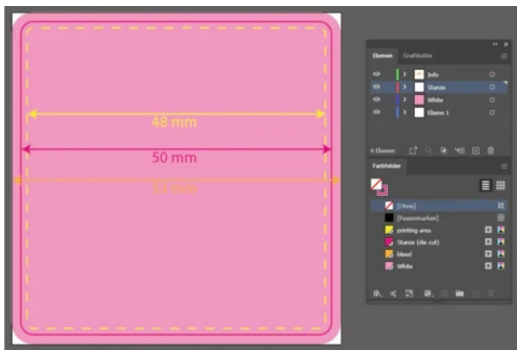 48 mm
50 mm
Ebenen
Grafikstile
Info
Stanze
White
Ebene 1
4 Ebenen
Farbfelder
[Ohne]
[Passermarken]
printing area
Stanze (die cut)
bleed
White